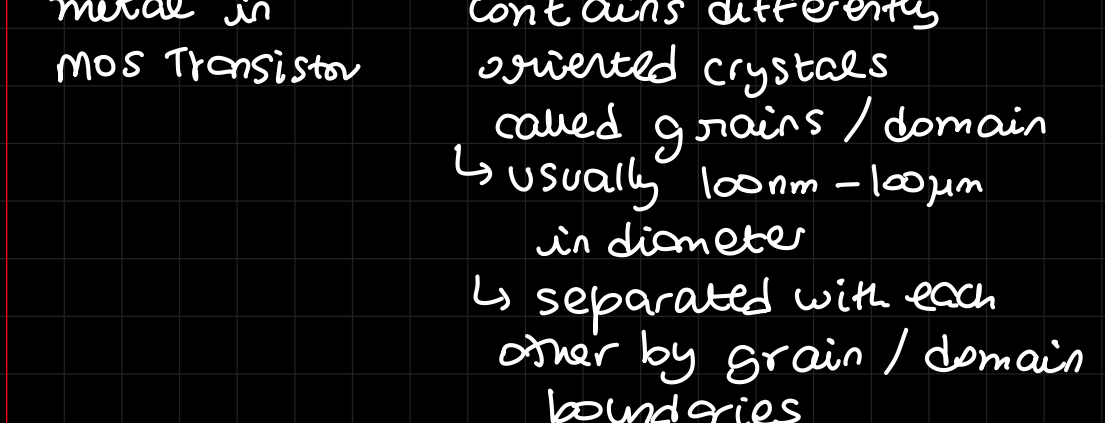 metal in
MOS Transistor
contains differently
oriented crystals
called grains / domain
↳ usually 100nm - 100μm
in diameter
↳ separated with each
other by grain / domain
boundaries